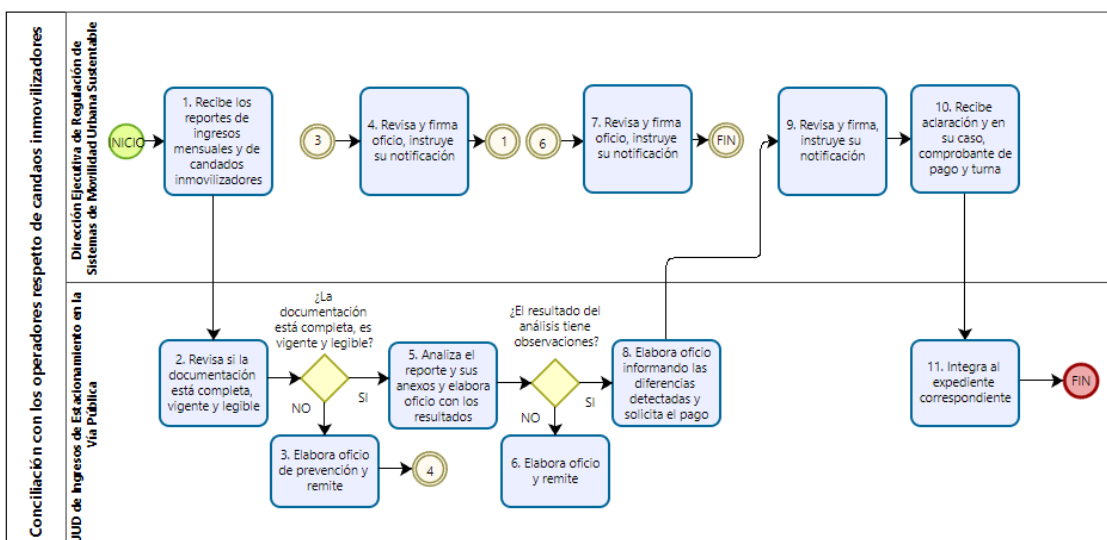 Conciliación con los operadores respeto de candaos inmovilizadores
Dirección Ejecutiva de Regulación de
Sistemas de Movilidad Urbana Sustentable
INICIO
1. Recibe los
reportes de
ingresos
mensuales y de
candados
inmovilizadores
3
4. Revisa y firma
oficio, instruye
su notificación
1
6
7. Revisa y firma
oficio, instruye
su notificación
FIN
9. Revisa y firma,
instruye su
notificación
10. Recibe
aclaración y en
su caso,
comprobante de
pago y turna
JUD de Ingresos de Estacionamiento en la
Vía Pública
2. Revisa si la
documentación
está completa,
vigente y legible
¿La
documentación
está completa, es
vigente y legible?
NO
SI
3. Elabora oficio
de prevención y
remite
4
5. Analiza el
reporte y sus
anexos y elabora
oficio con los
resultados
¿El resultado del
análisis tiene
observaciones?
NO
SI
6. Elabora oficio
y remite
8. Elabora oficio
informando las
diferencias
detectadas y
solicita el pago
11. Integra al
expediente
correspondiente
FIN